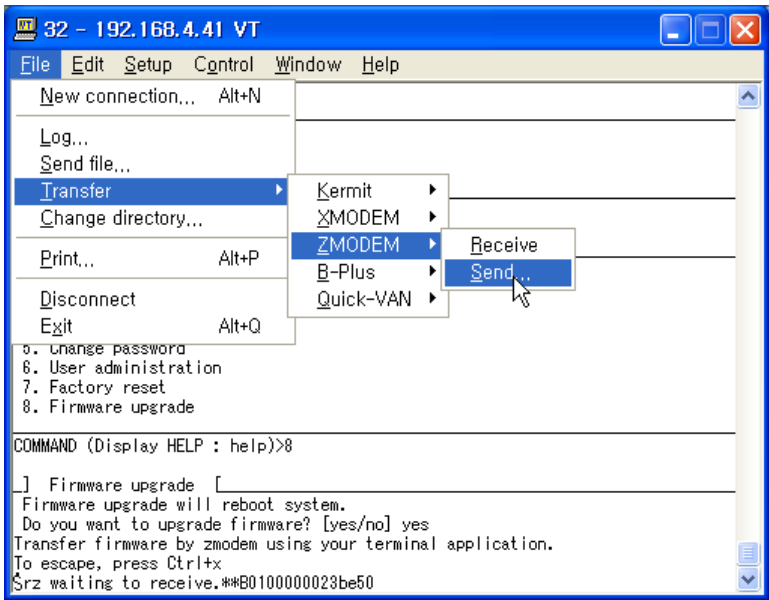 32 - 192.168.4.41 VT
File Edit Setup Control Window Help
New connection... Alt+N
Log...
Send file...
Transfer
Change directory...
Print... Alt+P
Disconnect
Exit Alt+Q
Kermit
XMODEM
ZMODEM
B-Plus
Quick-VAN
Receive
Send...
5. Change password
6. User administration
7. Factory reset
8. Firmware upgrade
COMMAND (Display HELP : help)>8
_] Firmware upgrade [
Firmware upgrade will reboot system.
Do you want to upgrade firmware? [yes/no] yes
Transfer firmware by zmodem using your terminal application.
To escape, press Ctrl+x
Šrz waiting to receive.**B0100000023be50